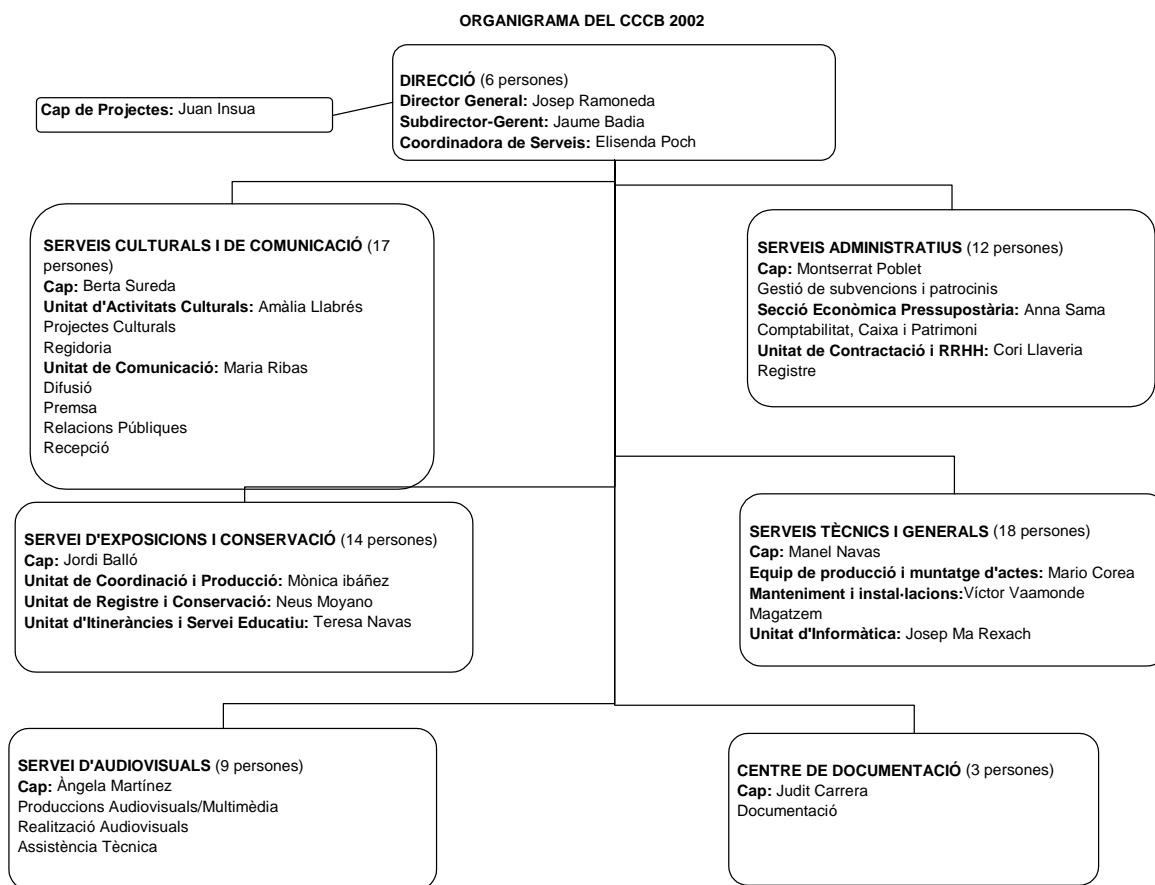 ORGANIGRAMA DEL CCCB 2002
DIRECCIÓ (6 persones)
Director General: Josep Ramoneda
Subdirector-Gerent: Jaume Badia
Coordinadora de Serveis: Elisenda Poch
Cap de Projectes: Juan Insua
SERVEIS CULTURALS I DE COMUNICACIÓ (17
persones)
Cap: Berta Sureda
Unitat d'Activitats Culturals: Amàlia Llabrés
Projectes Culturals
Regidoria
Unitat de Comunicació: Maria Ribas
Difusió
Premsa
Relacions Públiques
Recepció
SERVEIS ADMINISTRATIUS (12 persones)
Cap: Montserrat Poblet
Gestió de subvencions i patrocinis
Secció Econòmica Pressupostària: Anna Sama
Comptabilitat, Caixa i Patrimoni
Unitat de Contractació i RRHH: Cori Llaveria
Registre
SERVEI D'EXPOSICIONS I CONSERVACIÓ (14 persones)
Cap: Jordi Balló
Unitat de Coordinació i Producció: Mònica ibáñez
Unitat de Registre i Conservació: Neus Moyano
Unitat d'Itineràncies i Servei Educatiu: Teresa Navas
SERVEIS TÈCNICS I GENERALS (18 persones)
Cap: Manel Navas
Equip de producció i muntatge d'actes: Mario Corea
Manteniment i instal·lacions:Víctor Vaamonde
Magatzem
Unitat d'Informàtica: Josep Ma Rexach
SERVEI D'AUDIOVISUALS (9 persones)
Cap: Àngela Martínez
Produccions Audiovisuals/Multimèdia
Realització Audiovisuals
Assistència Tècnica
CENTRE DE DOCUMENTACIÓ (3 persones)
Cap: Judit Carrera
Documentació